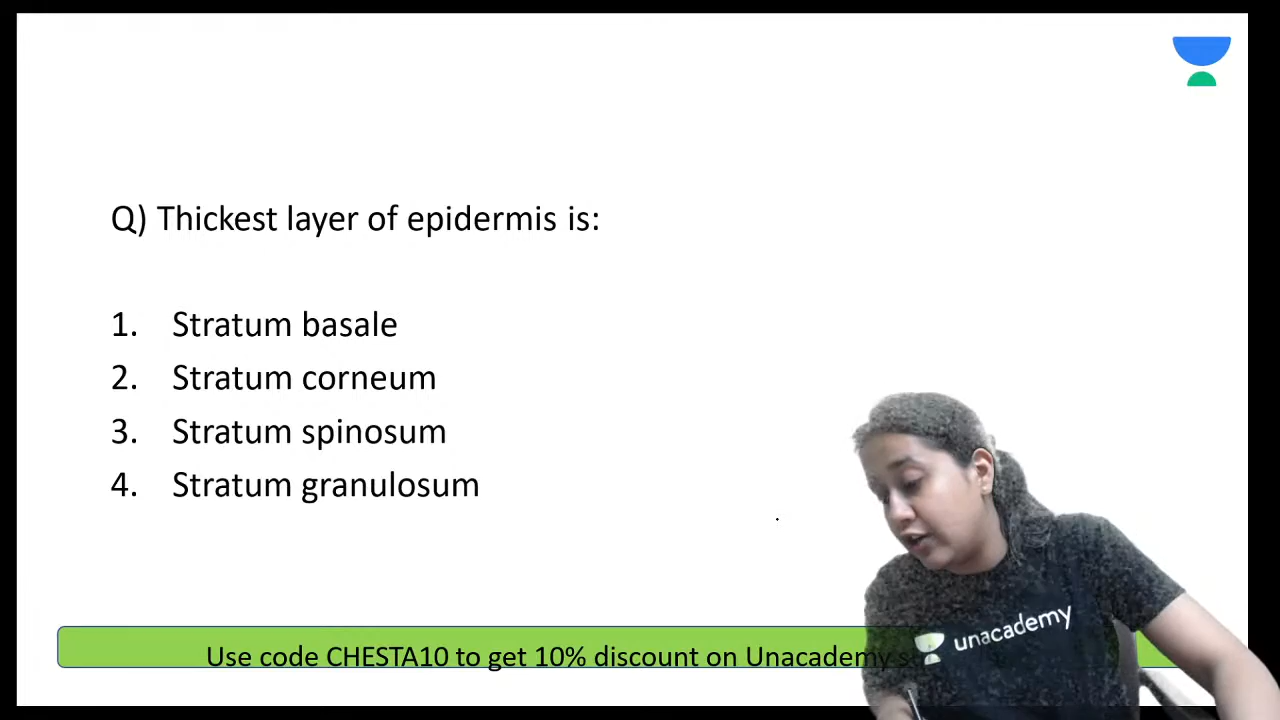 Q) Thickest layer of epidermis is:
1. Stratum basale
2. Stratum corneum
3. Stratum spinosum
4. Stratum granulosum
unacademy
Use code CHESTA10 to get 10% discount on Unacademy